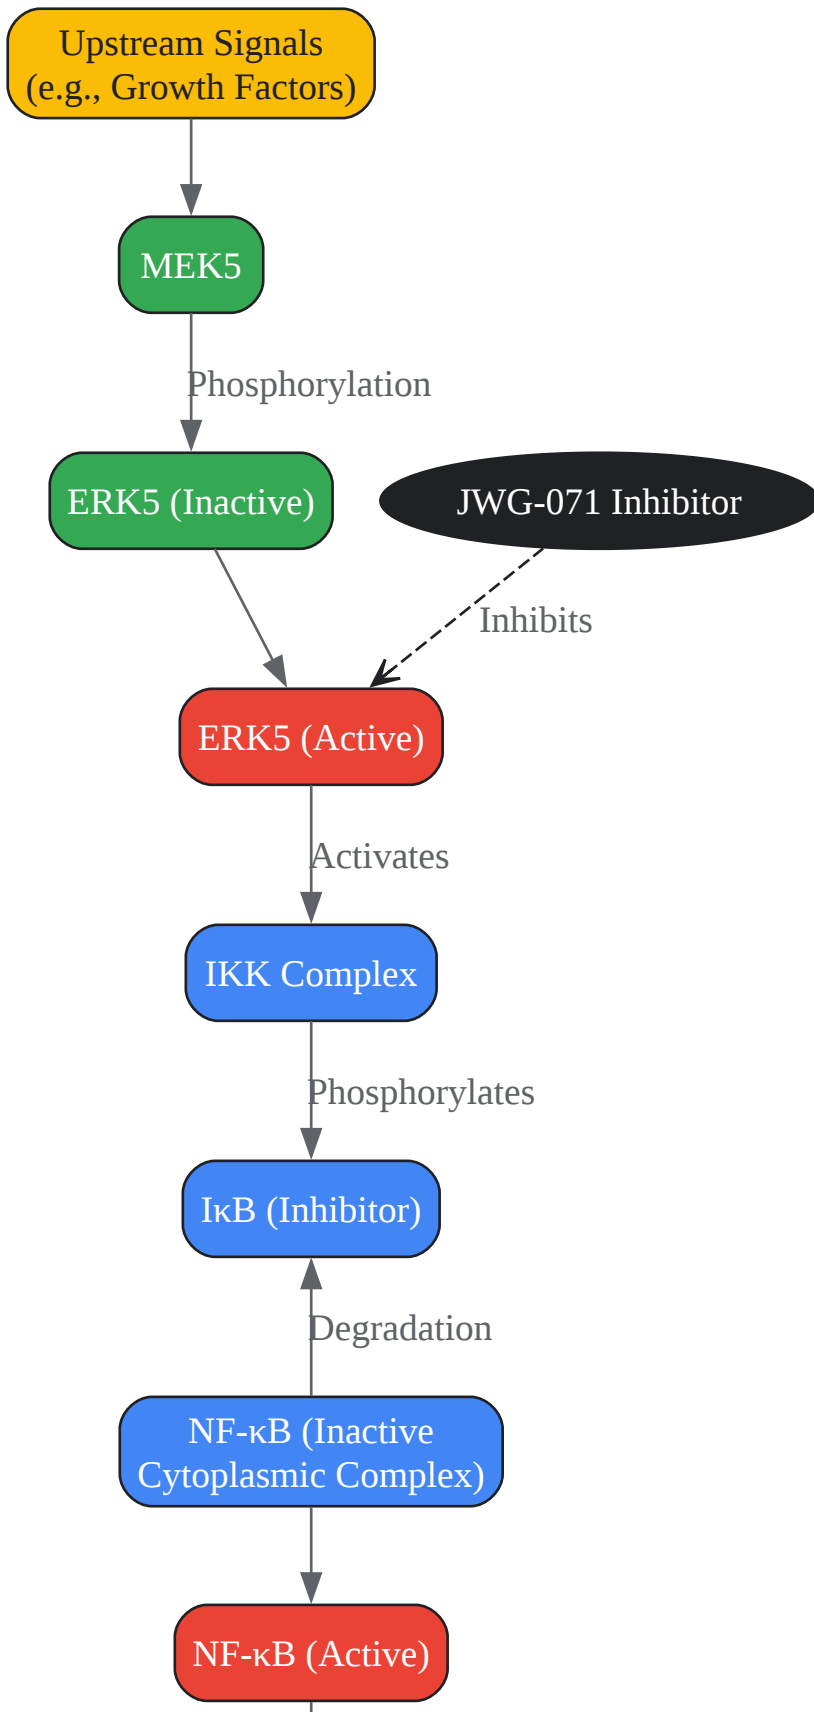 Upstream Signals
(e.g., Growth Factors)
MEK5
Phosphorylation
ERK5 (Inactive)
JWG-071 Inhibitor
Inhibits
ERK5 (Active)
Activates
IKK Complex
Phosphorylates
IκB (Inhibitor)
Degradation
NF-κB (Inactive
Cytoplasmic Complex)
NF-κB (Active)